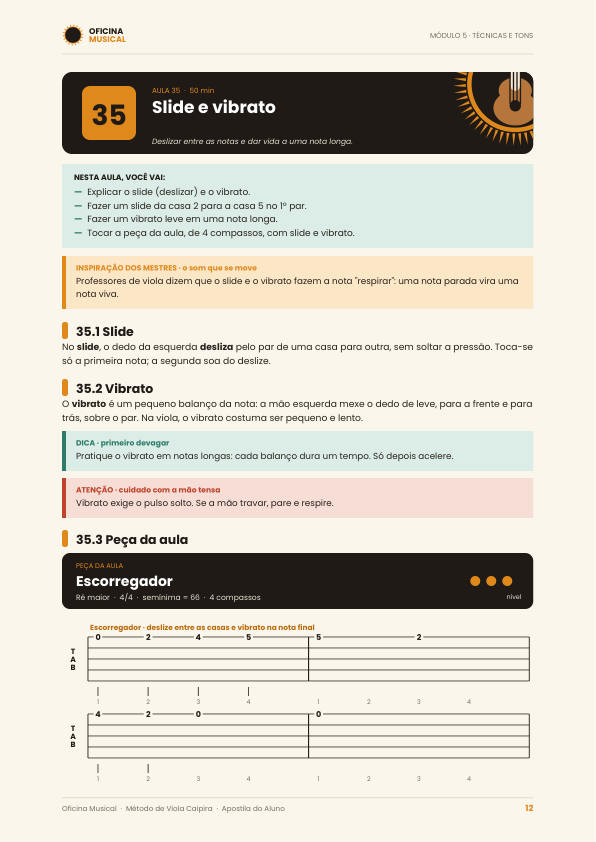 OFICINA
MUSICAL
MÓDULO 5 · TÉCNICAS E TONS
35
AULA 35 · 50 min
Slide e vibrato
Deslizar entre as notas e dar vida a uma nota longa.
NESTA AULA, VOCÊ VAI:
— Explicar o slide (deslizar) e o vibrato.
— Fazer um slide da casa 2 para a casa 5 no 1º par.
— Fazer um vibrato leve em uma nota longa.
— Tocar a peça da aula, de 4 compassos, com slide e vibrato.
INSPIRAÇÃO DOS MESTRES · o som que se move
Professores de viola dizem que o slide e o vibrato fazem a nota "respirar": uma nota parada vira uma
nota viva.
35.1 Slide
No slide, o dedo da esquerda desliza pelo par de uma casa para outra, sem soltar a pressão. Toca-se
só a primeira nota; a segunda soa do deslize.
35.2 Vibrato
O vibrato é um pequeno balanço da nota: a mão esquerda mexe o dedo de leve, para a frente e para
trás, sobre o par. Na viola, o vibrato costuma ser pequeno e lento.
DICA · primeiro devagar
Pratique o vibrato em notas longas: cada balanço dura um tempo. Só depois acelere.
ATENÇÃO · cuidado com a mão tensa
Vibrato exige o pulso solto. Se a mão travar, pare e respire.
35.3 Peça da aula
PEÇA DA AULA
Escorregador
Ré maior · 4/4 · semínima = 66 · 4 compassos
nível
Escorregador · deslize entre as casas e vibrato na nota final
0 2 4 5 5 2
T
A
B
1 2 3 4 1 2 3 4
4 2 0 0
T
A
B
1 2 3 4 1 2 3 4
Oficina Musical · Método de Viola Caipira · Apostila do Aluno
12